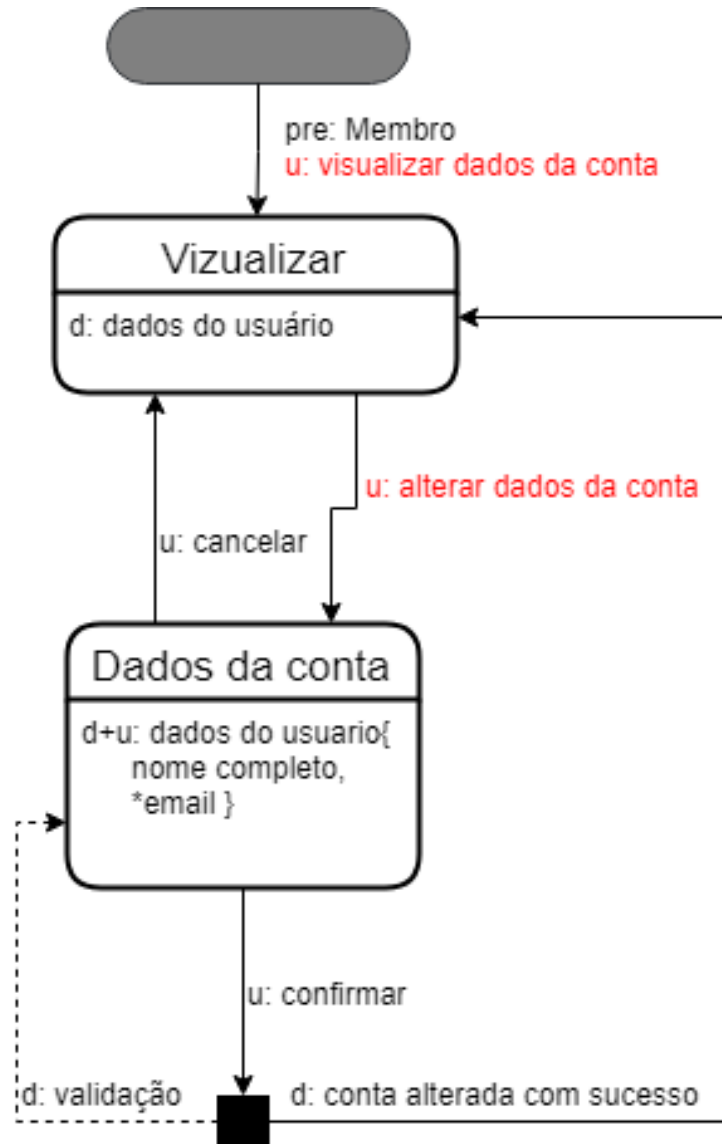 pre: Membro
u: visualizar dados da conta
Vizualizar
d: dados do usuário
u: alterar dados da conta
u: cancelar
Dados da conta
d+u: dados do usuario{
nome completo,
*email }
u: confirmar
d: validação
d: conta alterada com sucesso